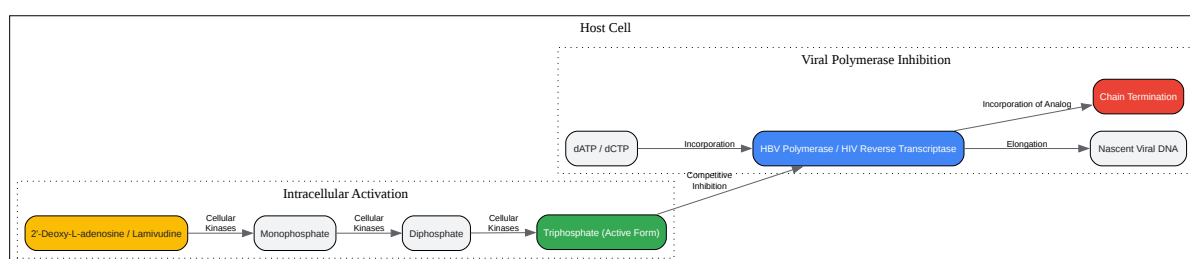 Host Cell
Viral Polymerase Inhibition
Chain Termination
Incorporation of Analog
dATP / dCTP
Incorporation
HBV Polymerase / HIV Reverse Transcriptase
Elongation
Nascent Viral DNA
Competitive
Inhibition
Intracellular Activation
2'-Deoxy-L-adenosine / Lamivudine
Cellular
Kinases
Monophosphate
Cellular
Kinases
Diphosphate
Cellular
Kinases
Triphosphate (Active Form)